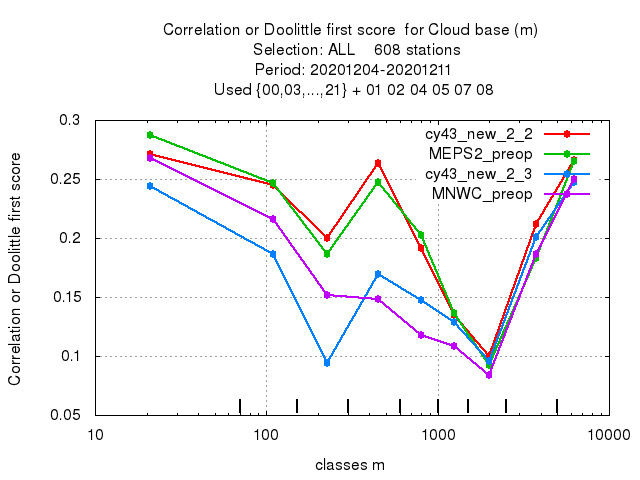 Correlation or Doolittle first score  for Cloud base (m)
Selection: ALL    608 stations
Period: 20201204-20201211
Used {00,03,...,21} + 01 02 04 05 07 08
Correlation or Doolittle first score
0.3
0.25
0.2
0.15
0.1
0.05
cy43_new_2_2
MEPS2_preop
cy43_new_2_3
MNWC_preop
10
100
1000
10000
classes m